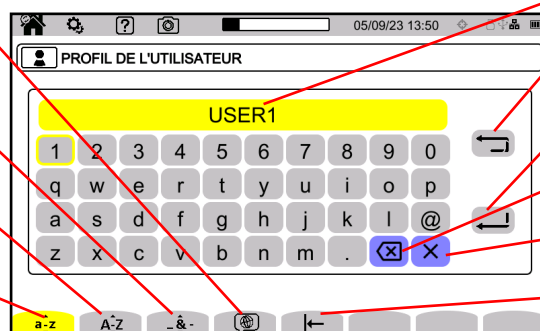 05/09/23 13:50
PROFIL DE L'UTILISATEUR
USER1
1 2 3 4 5 6 7 8 9 0
q w e r t y u i o p
a s d f g h j k l @
z x c v b n m .
a-z A-Z _&-